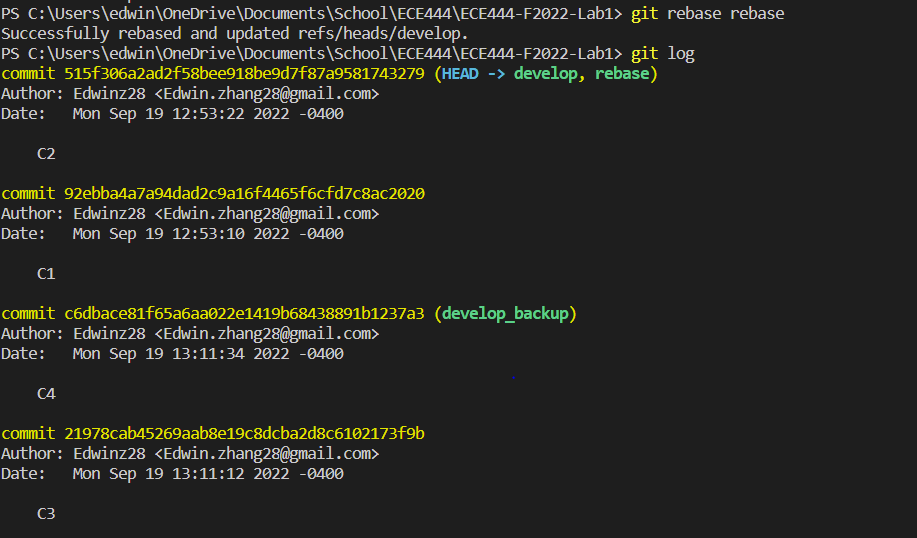 PS C:\Users\edwin\OneDrive\Documents\School\ECE444\ECE444-F2022-Lab1> git rebase rebase
Successfully rebased and updated refs/heads/develop.
PS C:\Users\edwin\OneDrive\Documents\School\ECE444\ECE444-F2022-Lab1> git log
commit 515f306a2ad2f58bee918be9d7f87a9581743279 (HEAD -> develop, rebase)
Author: Edwinz28 <Edwin.zhang28@gmail.com>
Date:   Mon Sep 19 12:53:22 2022 -0400
C2
commit 92ebba4a7a94dad2c9a16f4465f6cfd7c8ac2020
Author: Edwinz28 <Edwin.zhang28@gmail.com>
Date:   Mon Sep 19 12:53:10 2022 -0400
C1
commit c6dbace81f65a6aa022e1419b68438891b1237a3 (develop_backup)
Author: Edwinz28 <Edwin.zhang28@gmail.com>
Date:   Mon Sep 19 13:11:34 2022 -0400
C4
commit 21978cab45269aab8e19c8dcba2d8c6102173f9b
Author: Edwinz28 <Edwin.zhang28@gmail.com>
Date:   Mon Sep 19 13:11:12 2022 -0400
C3